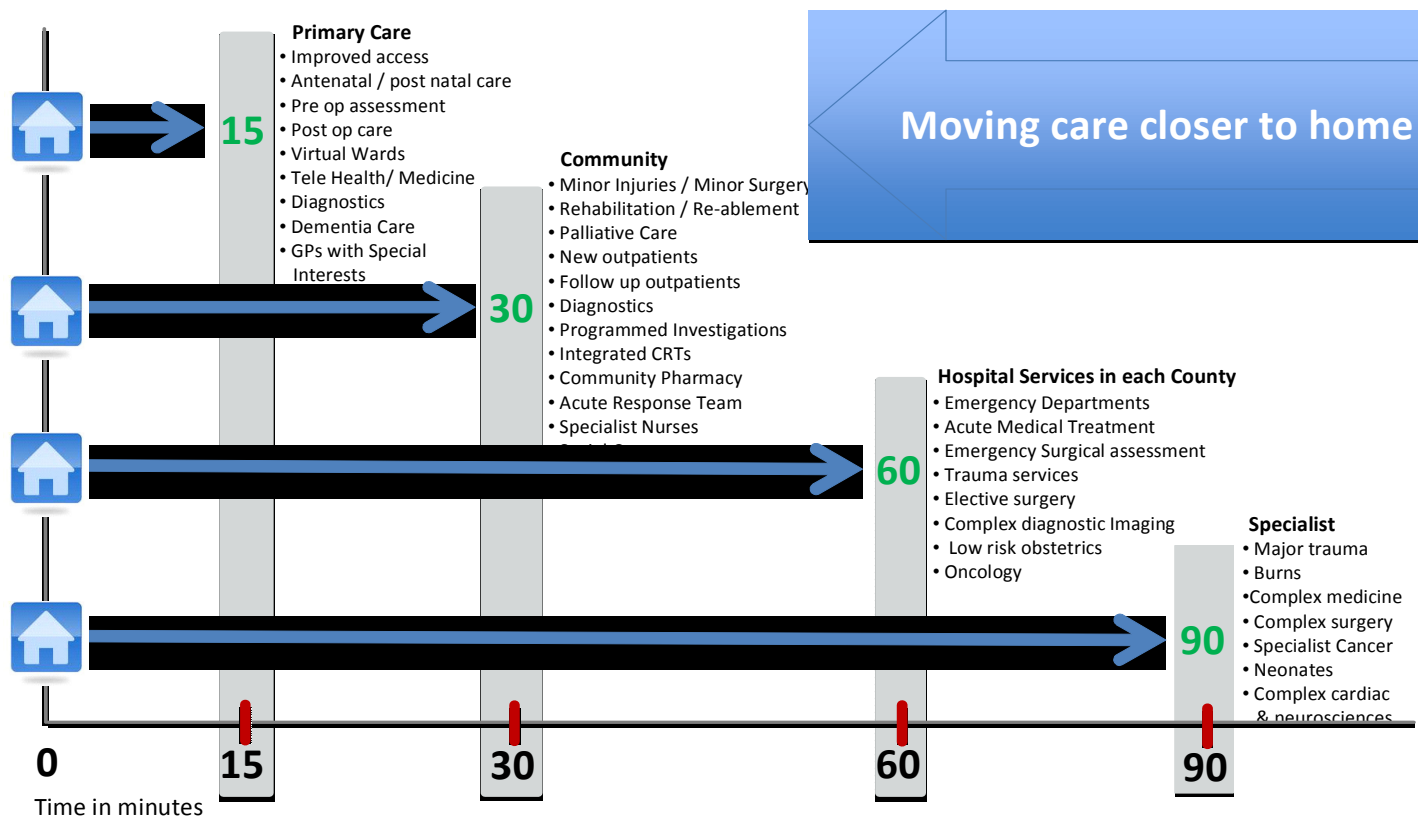 Primary Care
• Improved access
• Antenatal / post natal care
• Pre op assessment
• Post op care
• Virtual Wards
• Tele Health/ Medicine
• Diagnostics
• Dementia Care
• GPs with Special
Interests
15
Moving care closer to home
Community
• Minor Injuries / Minor Surgery
• Rehabilitation / Re-ablement
• Palliative Care
• New outpatients
• Follow up outpatients
• Diagnostics
• Programmed Investigations
• Integrated CRTs
• Community Pharmacy
• Acute Response Team
• Specialist Nurses
30
Hospital Services in each County
• Emergency Departments
• Acute Medical Treatment
• Emergency Surgical assessment
• Trauma services
• Elective surgery
• Complex diagnostic Imaging
• Low risk obstetrics
• Oncology
60
Specialist
• Major trauma
• Burns
•Complex medicine
• Complex surgery
• Specialist Cancer
• Neonates
• Complex cardiac
& neurosciences
90
0
15
30
60
90
Time in minutes